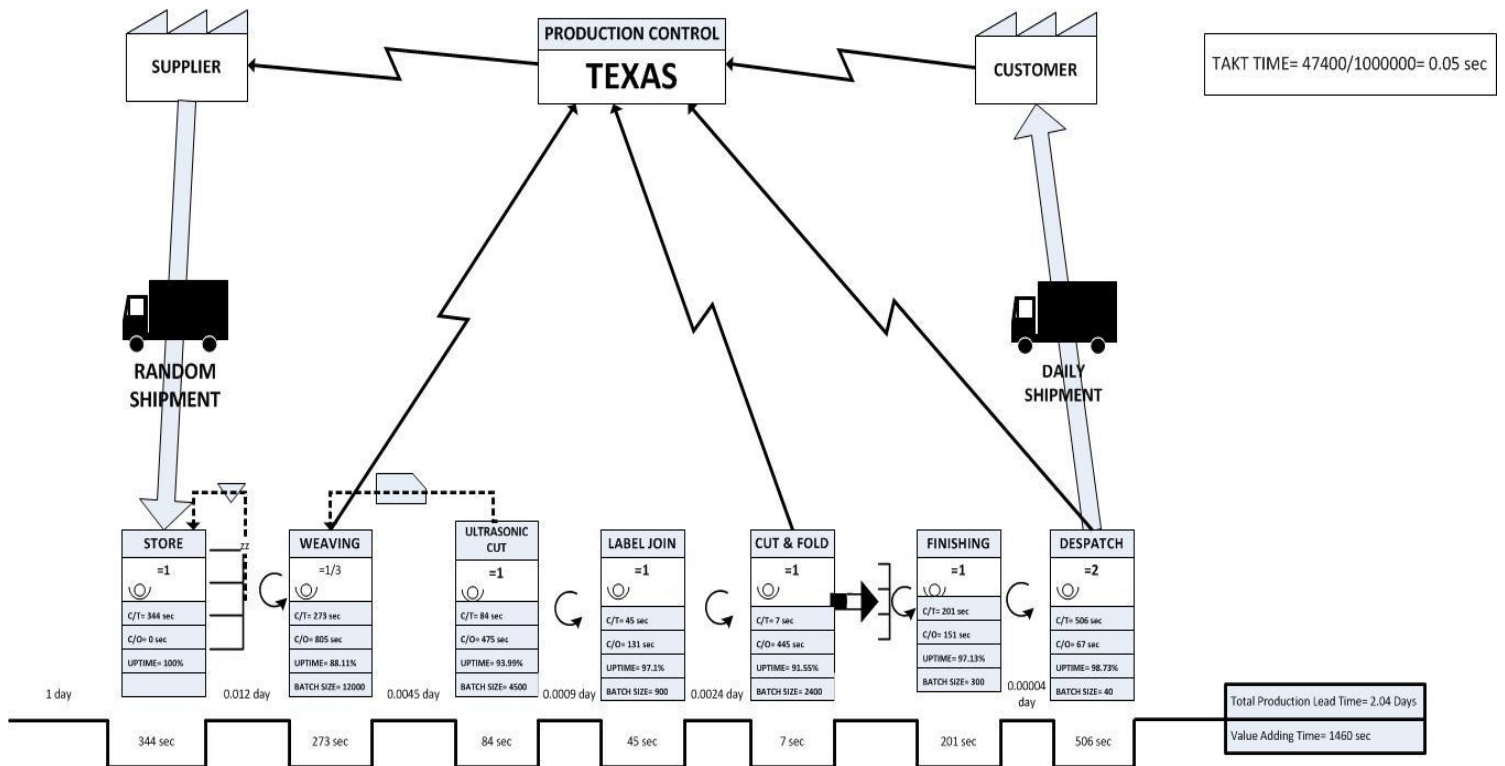 PRODUCTION CONTROL
TEXAS
SUPPLIER
CUSTOMER
TAKT TIME= 47400/1000000= 0.05 sec
RANDOM
SHIPMENT
DAILY
SHIPMENT
STORE
=1
C/T= 344 sec
C/O= 0 sec
UPTIME= 100%
zz
WEAVING
=1/3
C/T= 273 sec
C/O= 805 sec
UPTIME= 88.11%
BATCH SIZE= 12000
ULTRASONIC
CUT
=1
C/T= 84 sec
C/O= 475 sec
UPTIME= 93.99%
BATCH SIZE= 4500
LABEL JOIN
=1
C/T= 45 sec
C/O= 131 sec
UPTIME= 97.1%
BATCH SIZE= 900
CUT & FOLD
=1
C/T= 7 sec
C/O= 445 sec
UPTIME= 91.55%
BATCH SIZE= 2400
FINISHING
=1
C/T= 201 sec
C/O= 151 sec
UPTIME= 97.13%
BATCH SIZE= 300
DESPATCH
=2
C/T= 506 sec
C/O= 67 sec
UPTIME= 98.73%
BATCH SIZE= 40
1 day
0.012 day
0.0045 day
0.0009 day
0.0024 day
0.00004
day
344 sec
273 sec
84 sec
45 sec
7 sec
201 sec
506 sec
Total Production Lead Time= 2.04 Days
Value Adding Time= 1460 sec